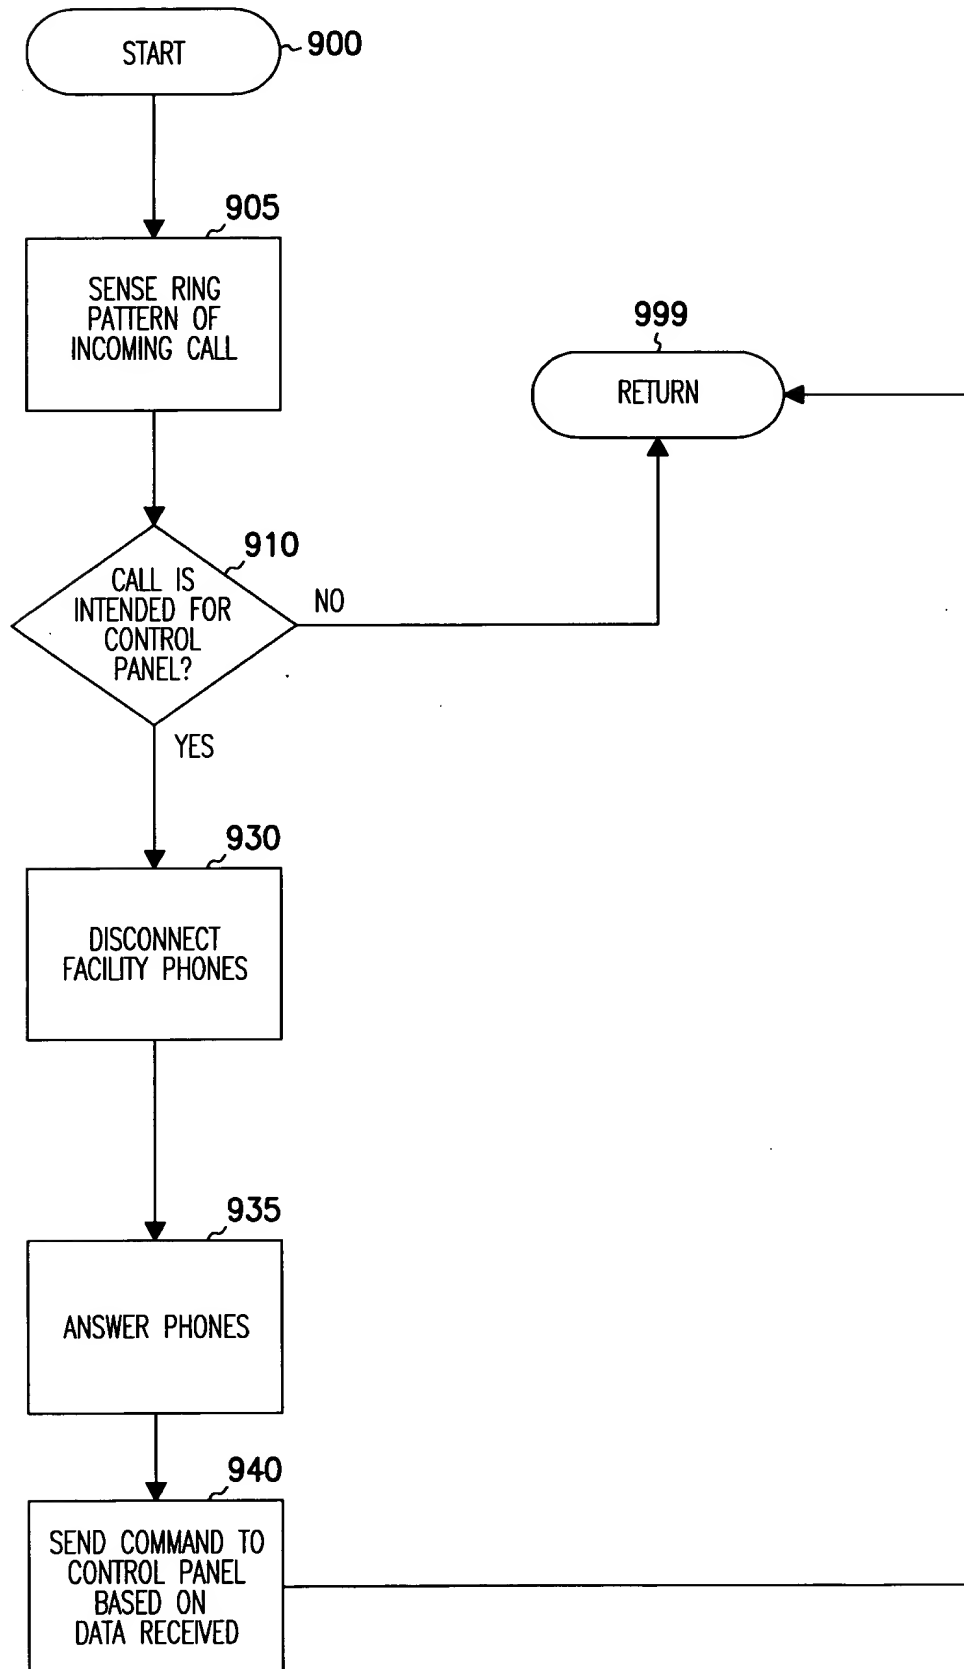 START
900
905
SENSE RING
PATTERN OF
INCOMING CALL
999
RETURN
910
CALL IS
INTENDED FOR
CONTROL
PANEL?
NO
YES
930
DISCONNECT
FACILITY PHONES
935
ANSWER PHONES
940
SEND COMMAND TO
CONTROL PANEL
BASED ON
DATA RECEIVED